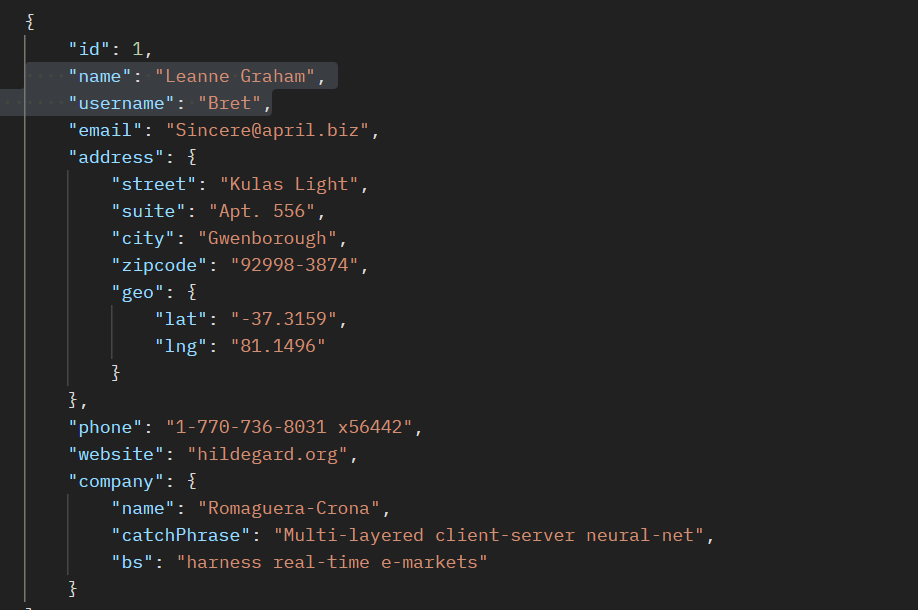 {
    "id": 1,
    "name": "Leanne Graham",
    "username": "Bret",
    "email": "Sincere@april.biz",
    "address": {
        "street": "Kulas Light",
        "suite": "Apt. 556",
        "city": "Gwenborough",
        "zipcode": "92998-3874",
        "geo": {
            "lat": "-37.3159",
            "lng": "81.1496"
        }
    },
    "phone": "1-770-736-8031 x56442",
    "website": "hildegard.org",
    "company": {
        "name": "Romaguera-Crona",
        "catchPhrase": "Multi-layered client-server neural-net",
        "bs": "harness real-time e-markets"
    }